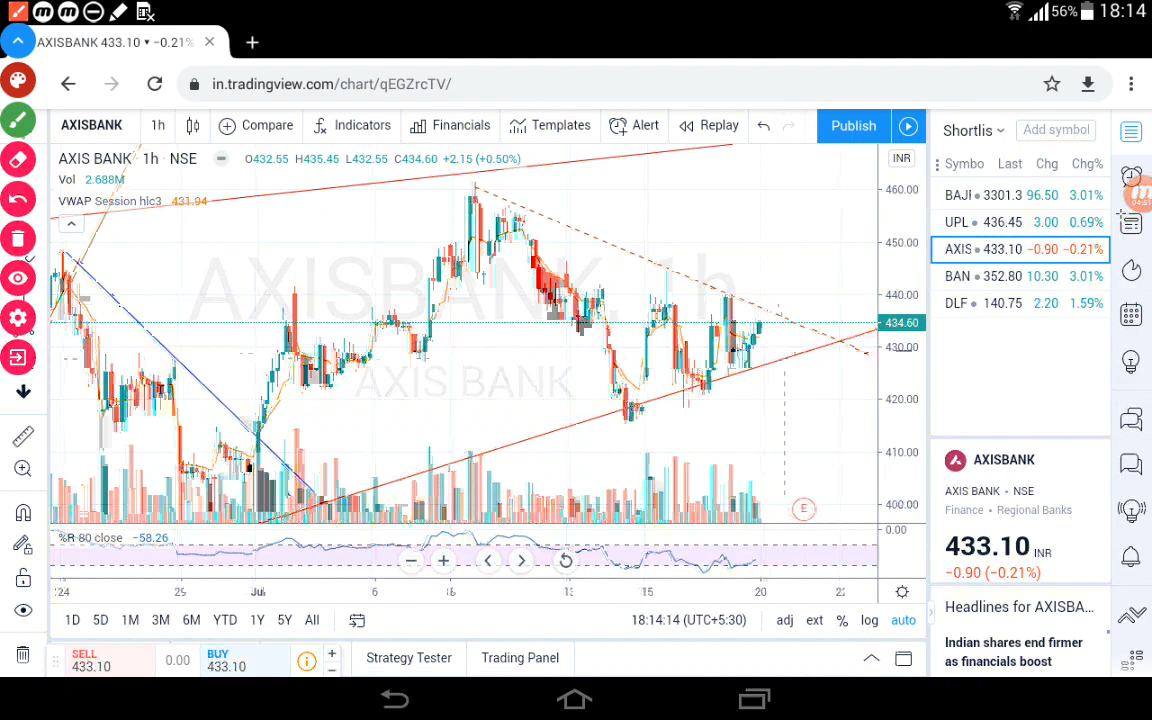 56% 18:14
AXISBANK 433.10 ▾ −0.21%
in.tradingview.com/chart/qEGZrcTV/
AXISBANK 1h Compare Indicators Financials Templates Alert Replay Publish
Shortlis Add symbol
AXIS BANK · 1h · NSE O432.55 H435.45 L432.55 C434.60 +2.15 (+0.50%)
INR
Vol 2.688M
VWAP Session hlc3 431.94
Symbo Last Chg Chg%
BAJI 3301.3 96.50 3.01%
UPL 436.45 3.00 0.69%
AXIS 433.10 −0.90 −0.21%
BAN 352.80 10.30 3.01%
DLF 140.75 2.20 1.59%
AXISBANK, 1h
AXIS BANK
460.00
450.00
440.00
434.60
430.00
420.00
410.00
400.00
E
%R 80 close −58.26
0.00
24 25 Jul 6 13 15 20 22
1D 5D 1M 3M 6M YTD 1Y 5Y All
18:14:14 (UTC+5:30) adj ext % log auto
SELL
433.10
0.00
BUY
433.10
Strategy Tester Trading Panel
AXISBANK
AXIS BANK • NSE
Finance • Regional Banks
433.10 INR
−0.90 (−0.21%)
Headlines for AXISBA...
Indian shares end firmer
as financials boost